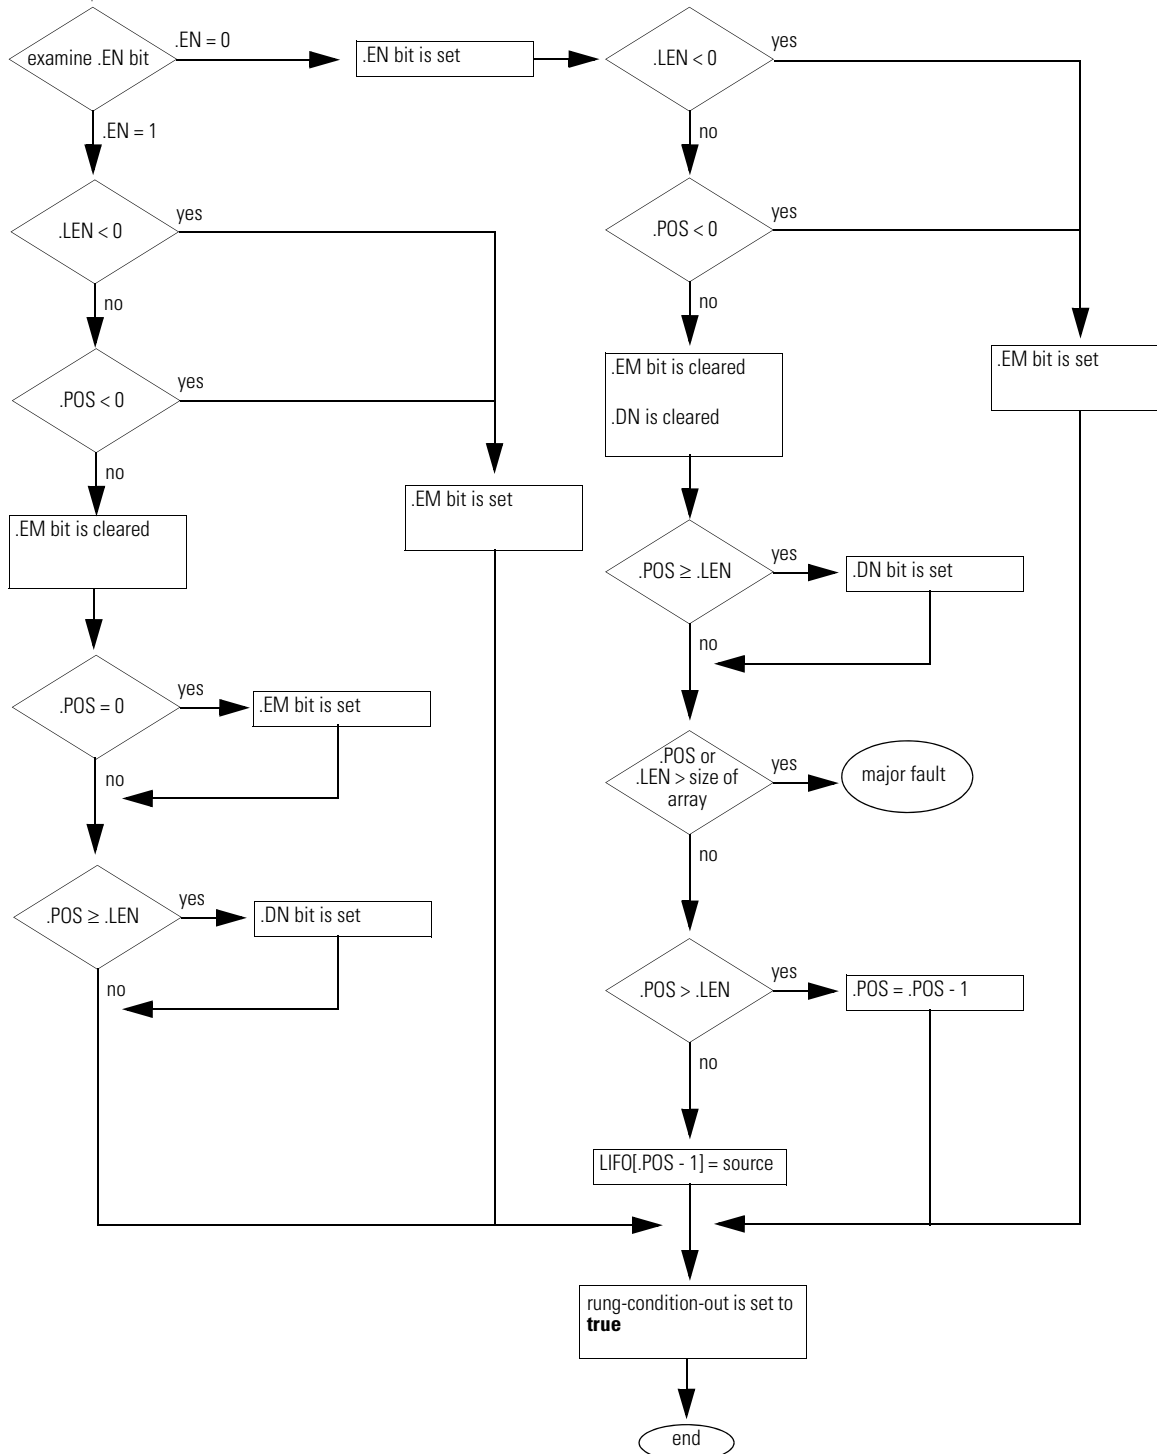 examine .EN bit
.EN = 0
.EN bit is set
.LEN < 0
yes
.EN = 1
no
.LEN < 0
yes
.POS < 0
yes
no
no
.POS < 0
yes
.EM bit is cleared
.DN is cleared
.EM bit is set
no
.EM bit is cleared
.EM bit is set
.POS ≥ .LEN
yes
.DN bit is set
no
.POS = 0
yes
.EM bit is set
no
.POS or
.LEN > size of
array
yes
major fault
no
.POS ≥ .LEN
yes
.DN bit is set
no
.POS > .LEN
yes
.POS = .POS - 1
no
LIFO[.POS - 1] = source
rung-condition-out is set to
true
end